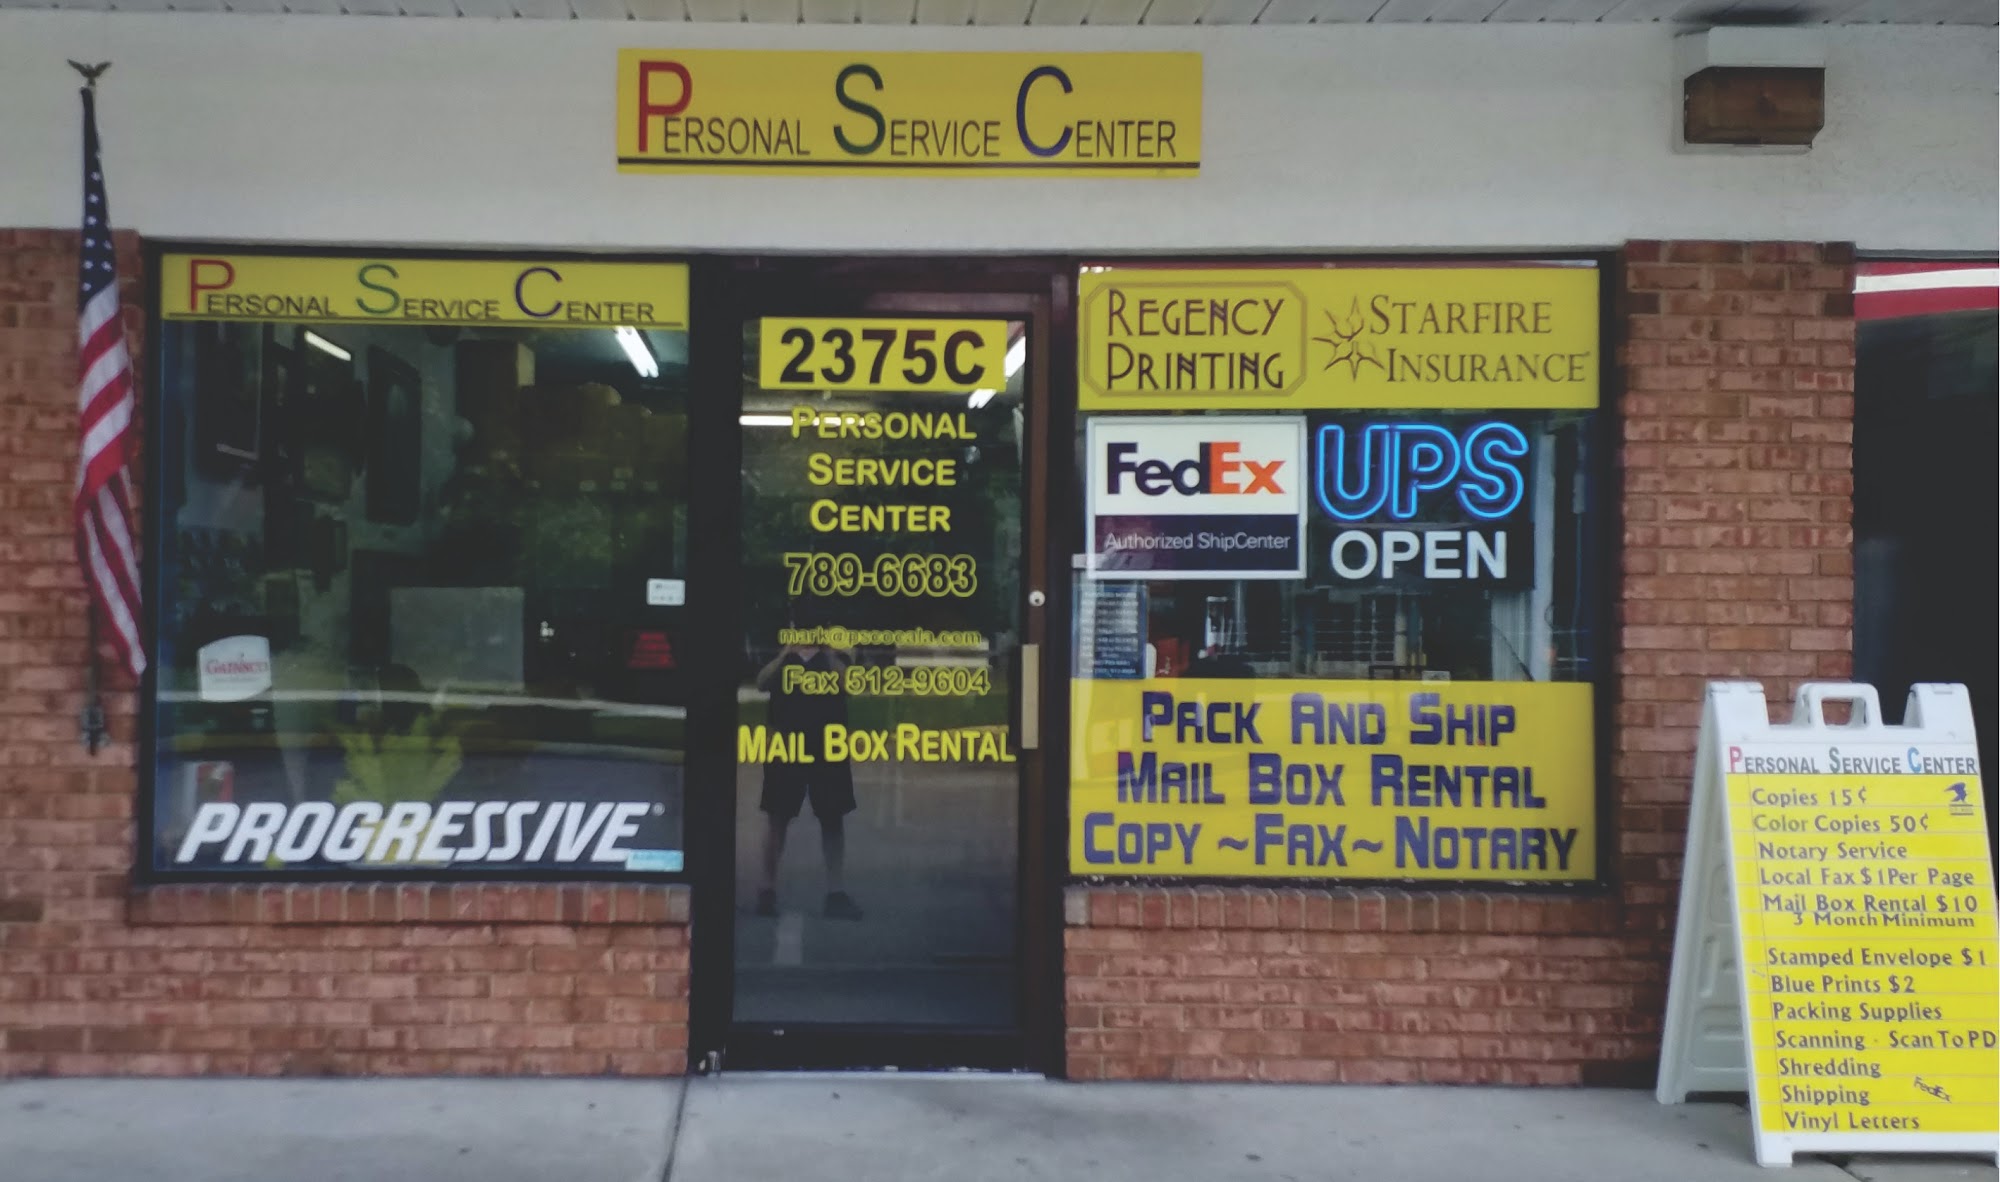 PERSONAL SERVICE CENTER
PERSONAL SERVICE CENTER
GAINSCO
PROGRESSIVE
2375C
PERSONAL
SERVICE
CENTER
789-6683
mark@pscocala.com
Fax 512-9604
MAIL BOX RENTAL
REGENCY
PRINTING
STARFIRE
INSURANCE
FedEx
Authorized ShipCenter
UPS
OPEN
PACK AND SHIP
MAIL BOX RENTAL
COPY ~FAX~ NOTARY
PERSONAL SERVICE CENTER
Copies 15¢
Color Copies 50¢
Notary Service
Local Fax $1Per Page
Mail Box Rental $10
3 Month Minimum
Stamped Envelope $1
Blue Prints $2
Packing Supplies
Scanning - Scan To PD
Shredding
Shipping FedEx
Vinyl Letters